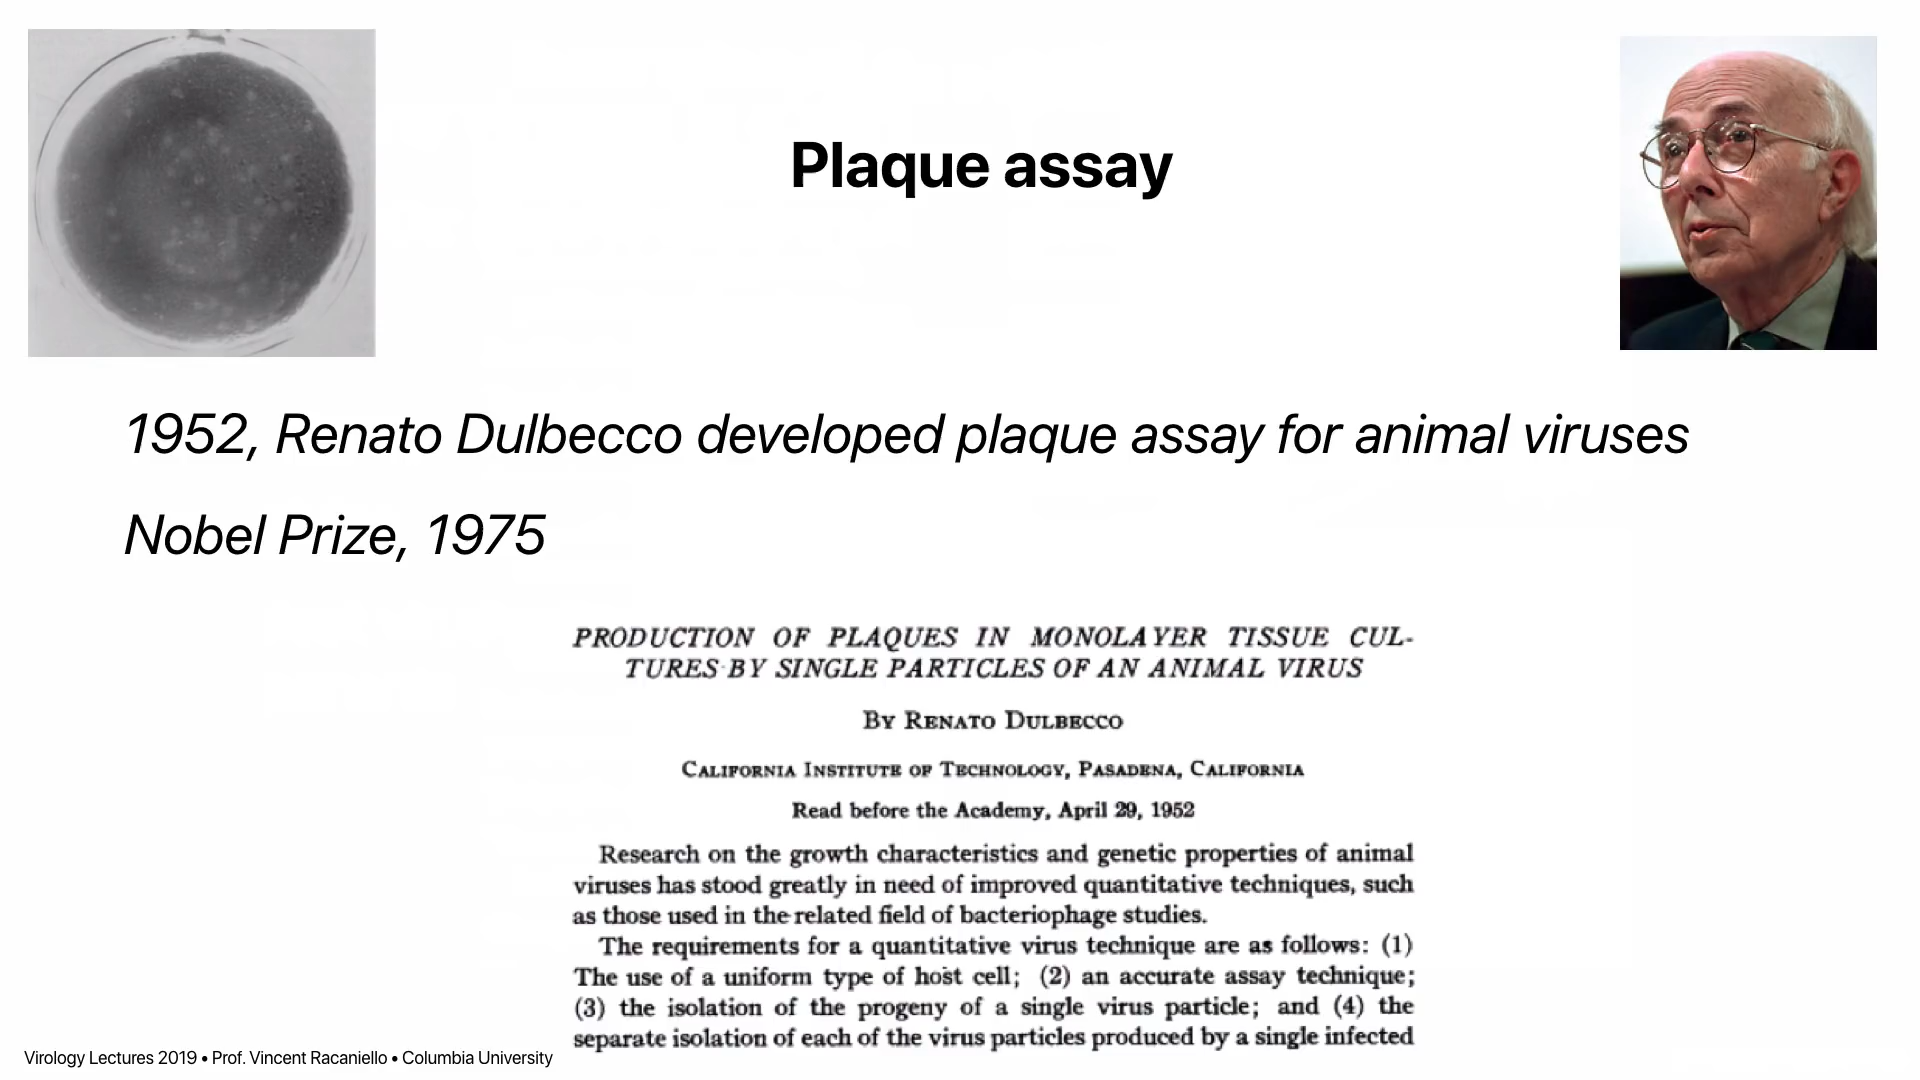 Plaque assay
1952, Renato Dulbecco developed plaque assay for animal viruses
Nobel Prize, 1975
PRODUCTION OF PLAQUES IN MONOLAYER TISSUE CUL-
TURES BY SINGLE PARTICLES OF AN ANIMAL VIRUS
BY RENATO DULBECCO
CALIFORNIA INSTITUTE OF TECHNOLOGY, PASADENA, CALIFORNIA
Read before the Academy, April 29, 1952
Research on the growth characteristics and genetic properties of animal
viruses has stood greatly in need of improved quantitative techniques, such
as those used in the related field of bacteriophage studies.
The requirements for a quantitative virus technique are as follows: (1)
The use of a uniform type of host cell; (2) an accurate assay technique;
(3) the isolation of the progeny of a single virus particle; and (4) the
separate isolation of each of the virus particles produced by a single infected
Virology Lectures 2019 • Prof. Vincent Racaniello • Columbia University